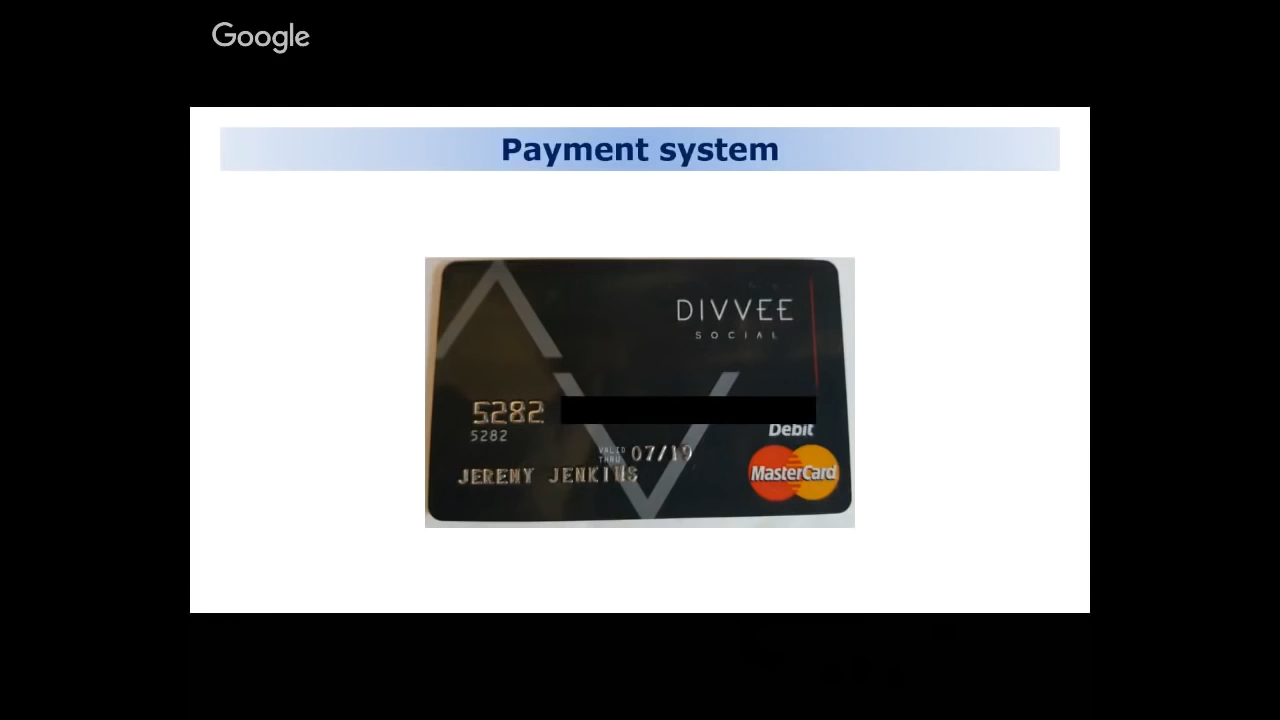 Google
Payment system
DIVVEE
SOCIAL
5282
5282
Debit
VALID
THRU
07/19
JEREMY JENKINS
MasterCard